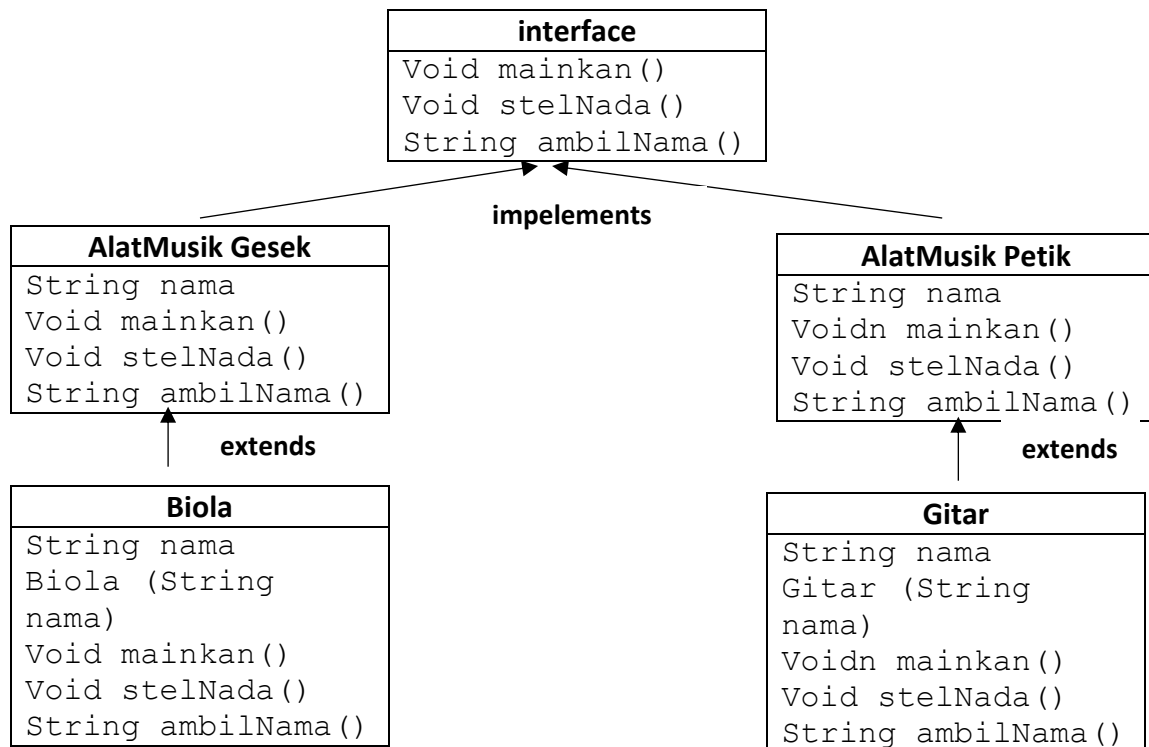 interface
Void mainkan()
Void stelNada()
String ambilNama()
impelements
AlatMusik Gesek
String nama
Void mainkan()
Void stelNada()
String ambilNama()
AlatMusik Petik
String nama
Voidn mainkan()
Void stelNada()
String ambilNama()
extends
extends
Biola
String nama
Biola (String
nama)
Void mainkan()
Void stelNada()
String ambilNama()
Gitar
String nama
Gitar (String
nama)
Voidn mainkan()
Void stelNada()
String ambilNama()